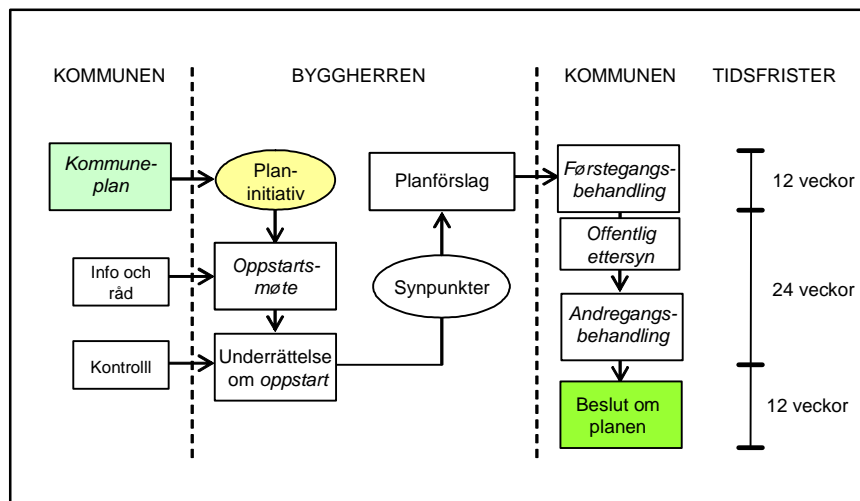 KOMMUNEN
BYGGHERREN
KOMMUNEN
TIDSFRISTER
Kommune-
plan
Plan-
initiativ
Planförslag
Førstegangs-
behandling
12 veckor
Info och
råd
Oppstarts-
møte
Synpunkter
Offentlig
ettersyn
24 veckor
Andregangs-
behandling
Kontrolll
Underrättelse
om oppstart
Beslut om
planen
12 veckor